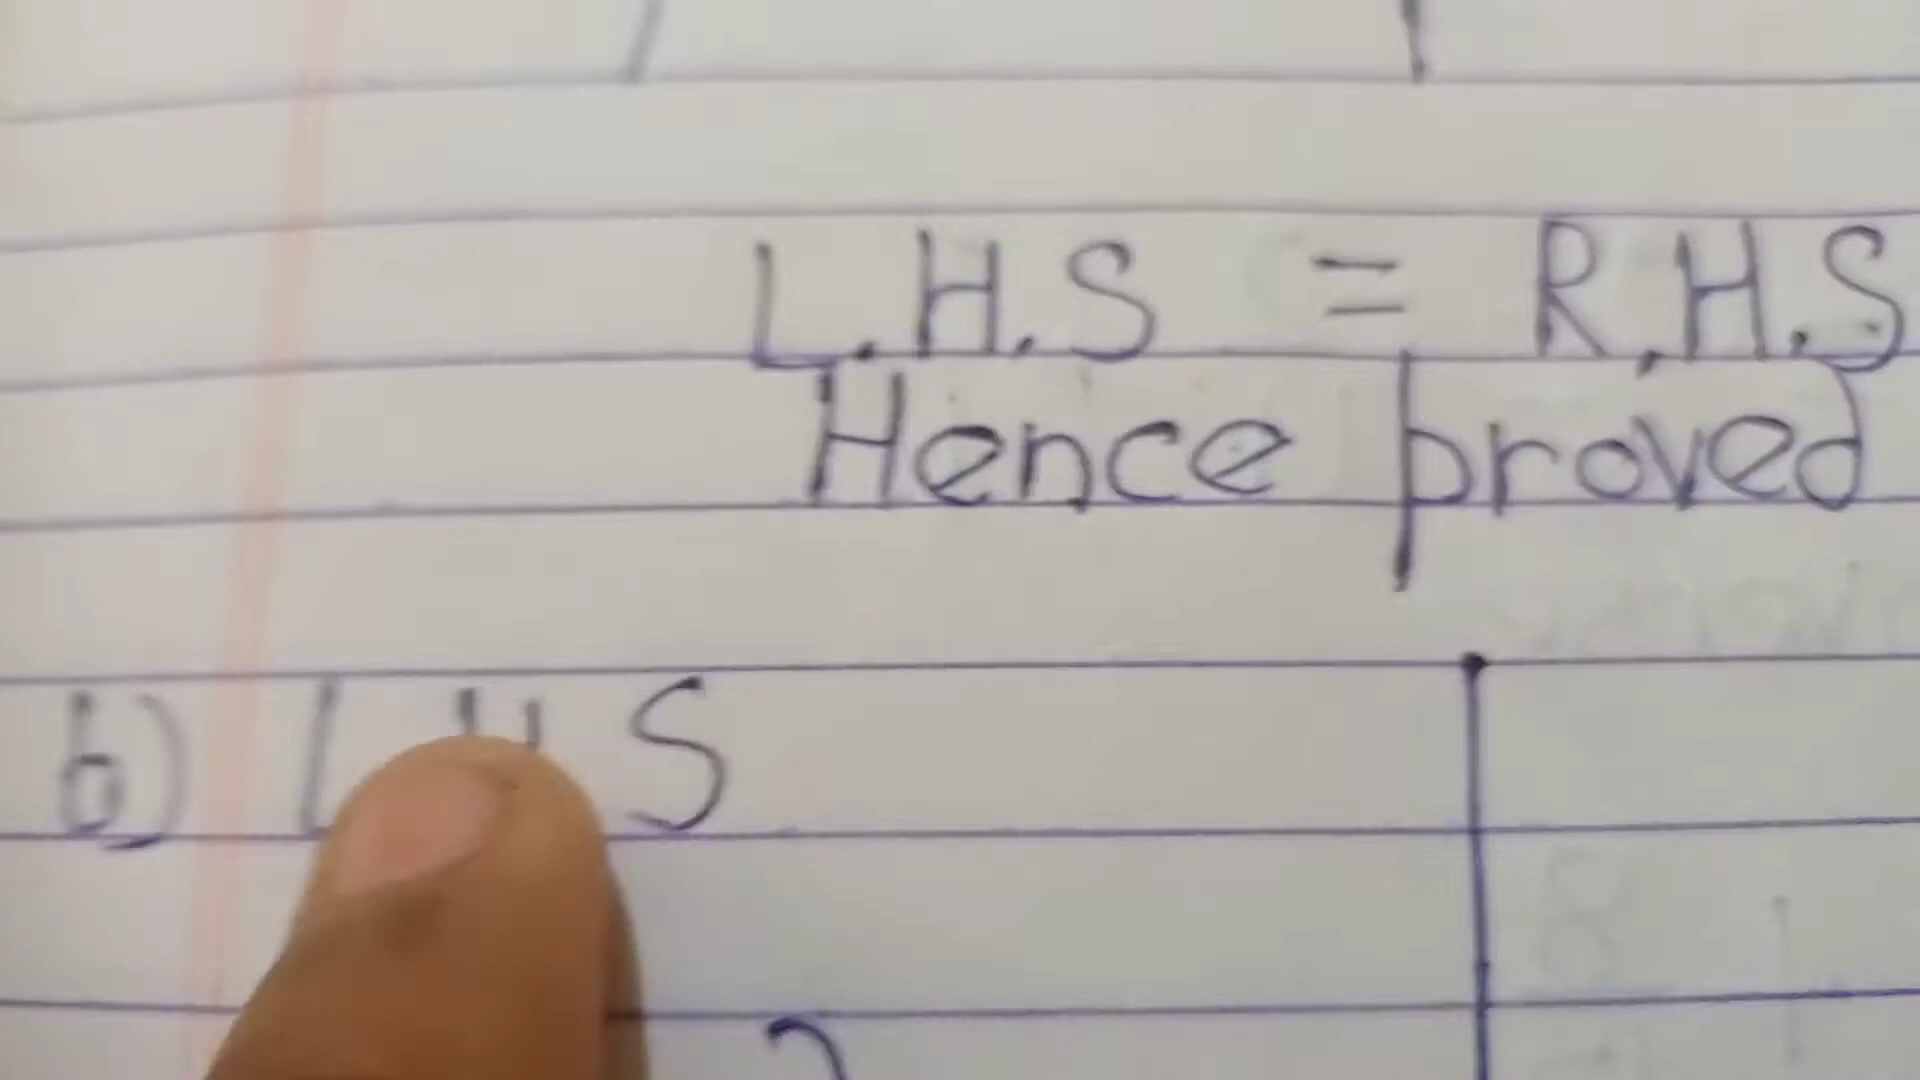 L.H.S = R.H.S
Hence proved
b) L H S